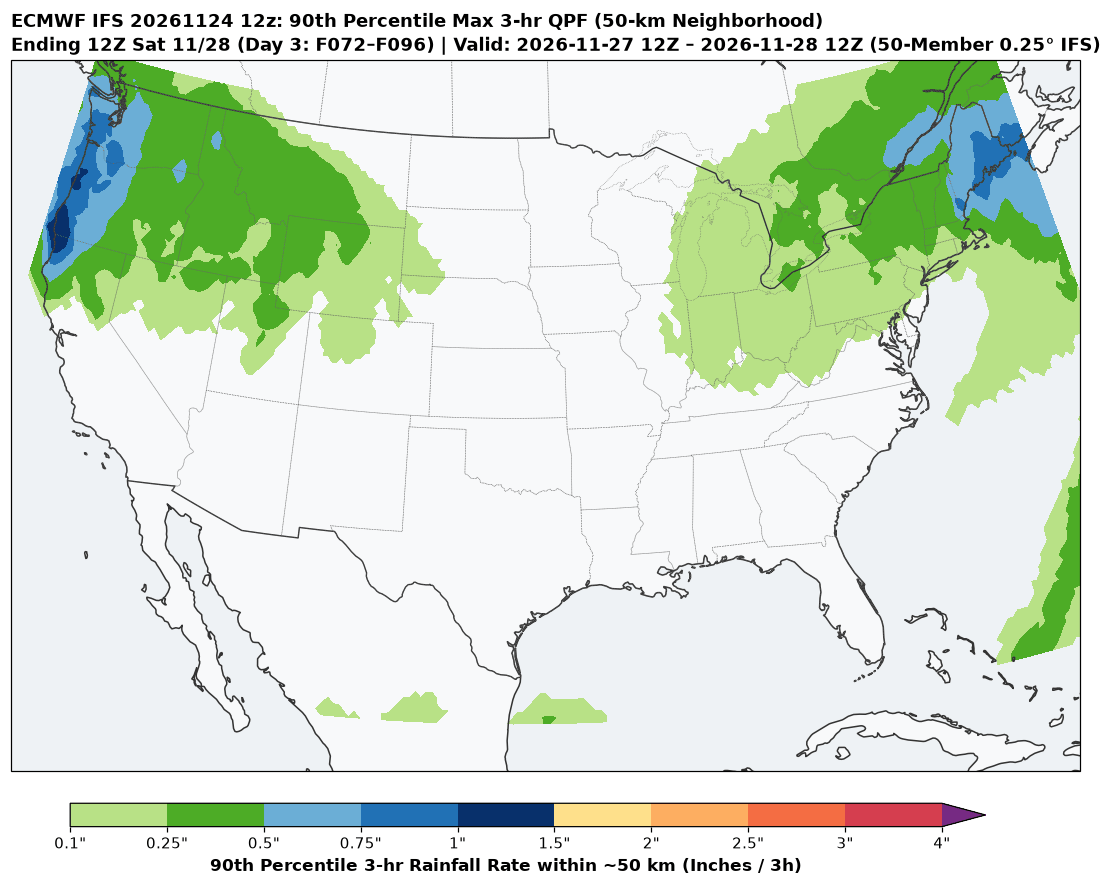 ECMWF IFS 20261124 12z: 90th Percentile Max 3-hr QPF (50-km Neighborhood)
Ending 12Z Sat 11/28 (Day 3: F072–F096) | Valid: 2026-11-27 12Z – 2026-11-28 12Z (50-Member 0.25° IFS)
0.1" 0.25" 0.5" 0.75" 1" 1.5" 2" 2.5" 3" 4"
90th Percentile 3-hr Rainfall Rate within ~50 km (Inches / 3h)